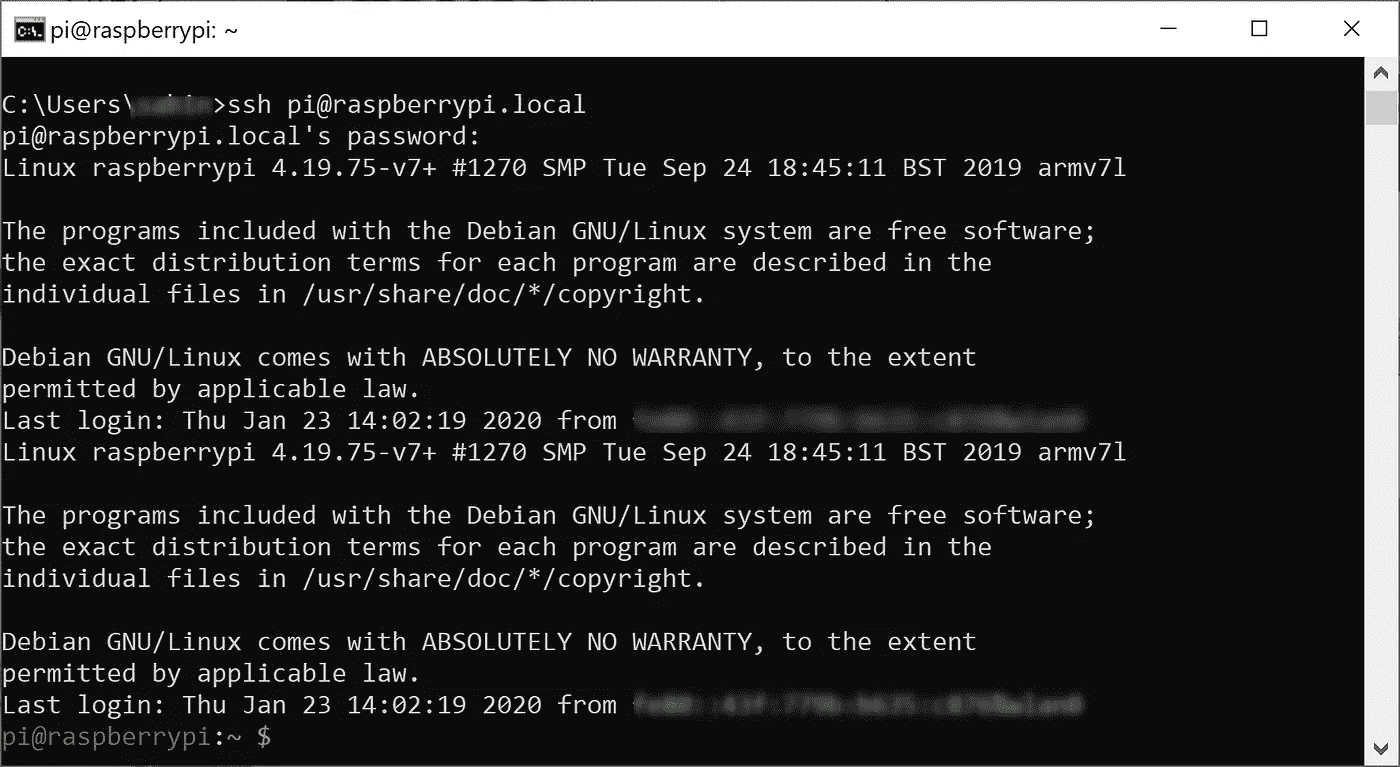 pi@raspberrypi: ~
C:\Users\ >ssh pi@raspberrypi.local
pi@raspberrypi.local's password:
Linux raspberrypi 4.19.75-v7+ #1270 SMP Tue Sep 24 18:45:11 BST 2019 armv7l
The programs included with the Debian GNU/Linux system are free software;
the exact distribution terms for each program are described in the
individual files in /usr/share/doc/*/copyright.
Debian GNU/Linux comes with ABSOLUTELY NO WARRANTY, to the extent
permitted by applicable law.
Last login: Thu Jan 23 14:02:19 2020 from
Linux raspberrypi 4.19.75-v7+ #1270 SMP Tue Sep 24 18:45:11 BST 2019 armv7l
The programs included with the Debian GNU/Linux system are free software;
the exact distribution terms for each program are described in the
individual files in /usr/share/doc/*/copyright.
Debian GNU/Linux comes with ABSOLUTELY NO WARRANTY, to the extent
permitted by applicable law.
Last login: Thu Jan 23 14:02:19 2020 from
pi@raspberrypi:~ $